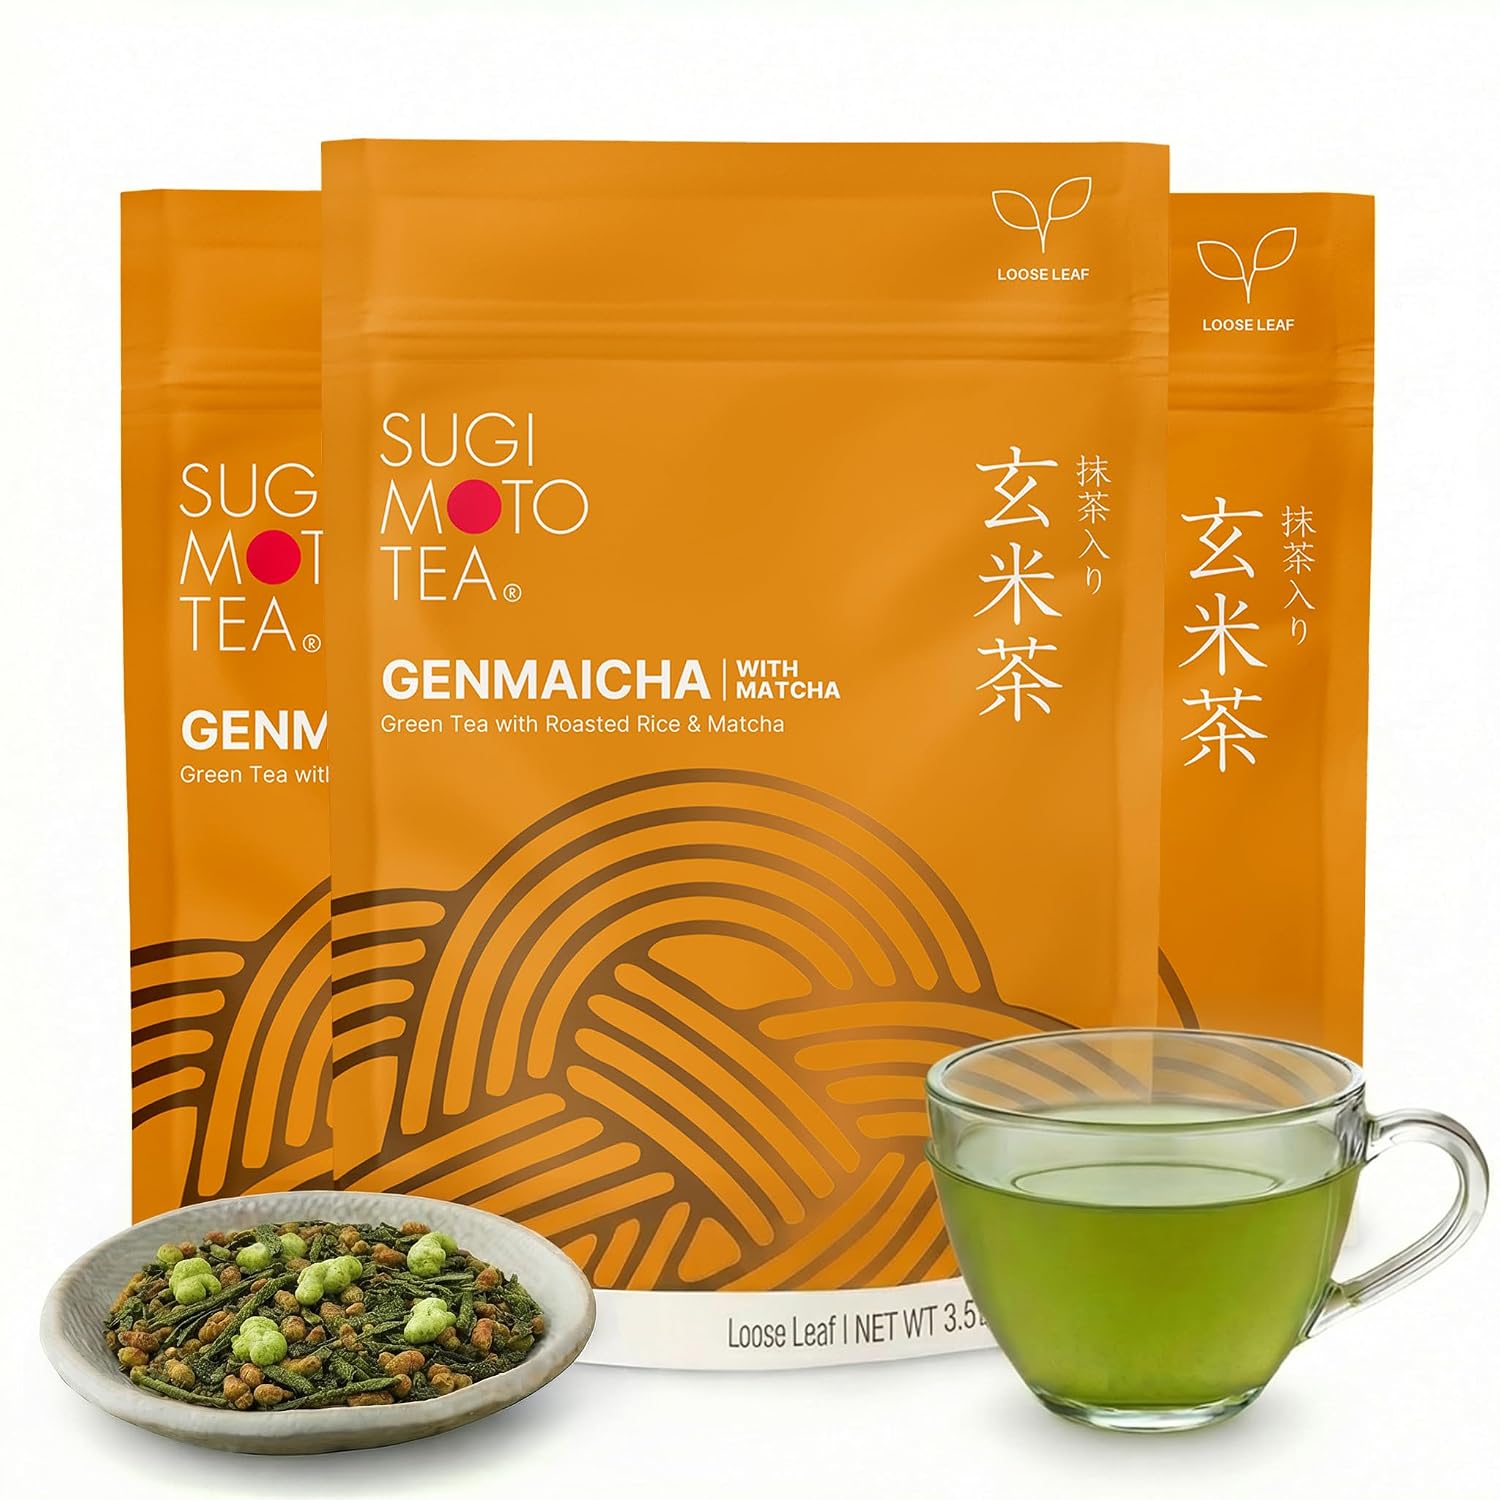 LOOSE LEAF
SUGI
MOTO
TEA®
GENMAICHA | WITH MATCHA
Green Tea with Roasted Rice & Matcha
抹茶入り
玄米茶
Loose Leaf | NET WT 3.5
SUG
MOT
TEA®
GENM
Green Tea with
LOOSE LEAF
抹茶入り
玄米茶